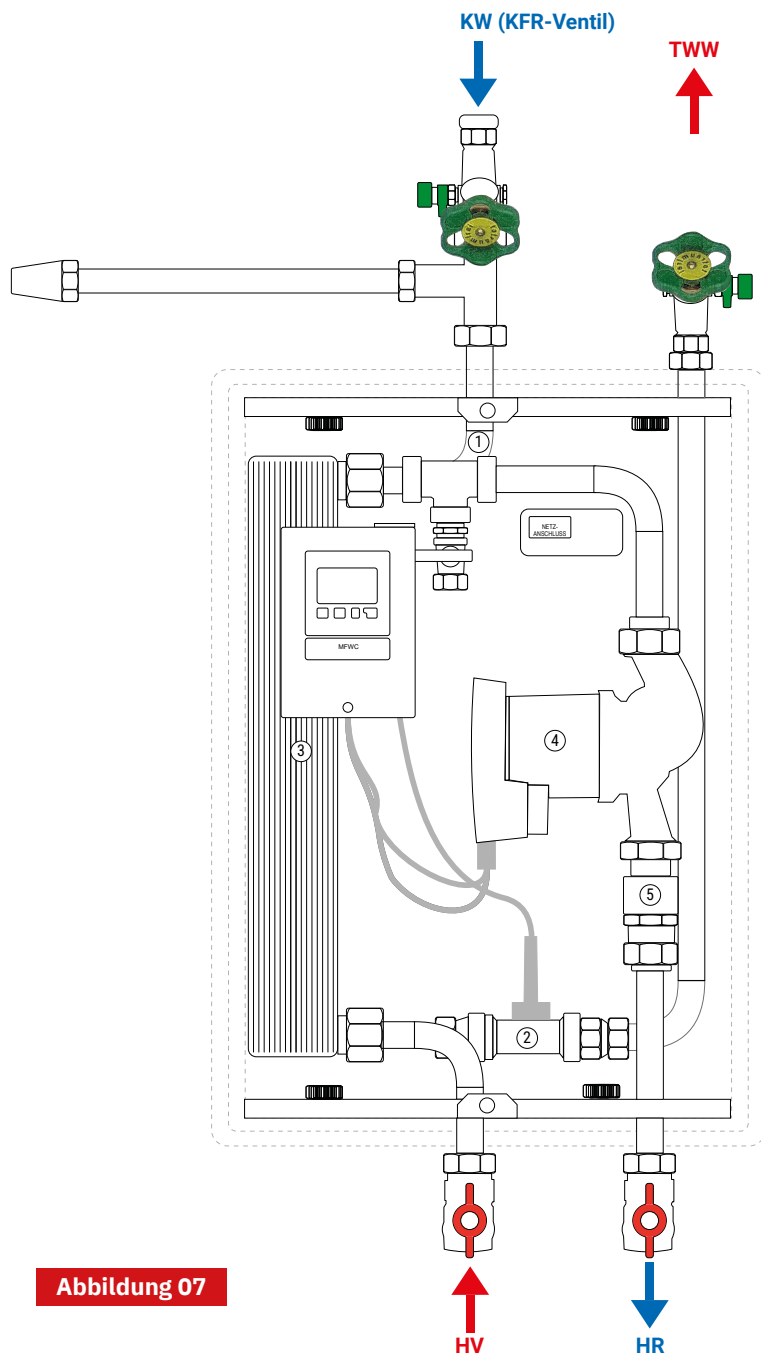 KW (KFR-Ventil)
TWW
1
NETZ-
ANSCHLUSS
MFWC
3
4
5
2
Abbildung 07
HV
HR